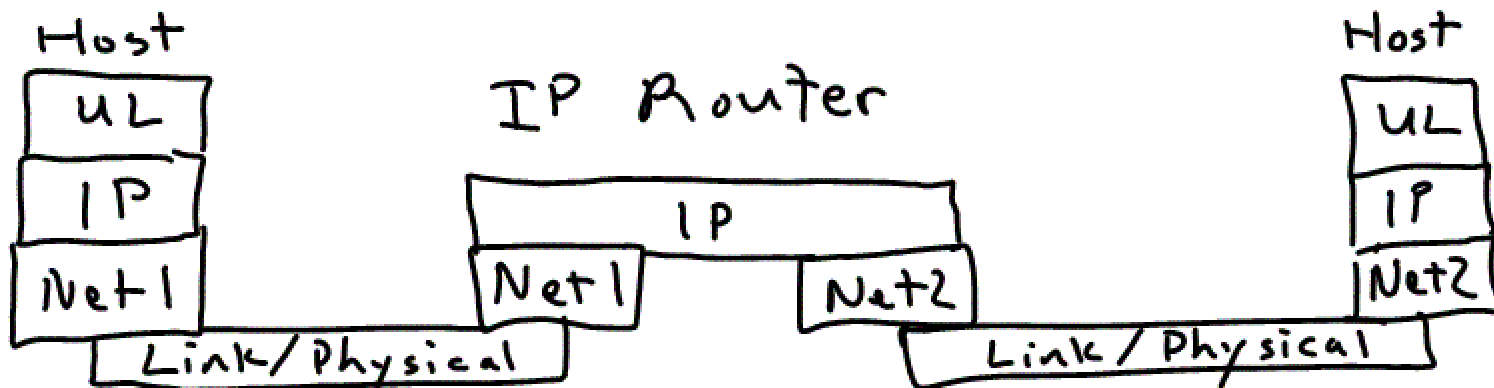 Host
Host
UL
IP Router
UL
IP
IP
IP
Net1
Net1
Net2
Net2
Link/Physical
Link/Physical